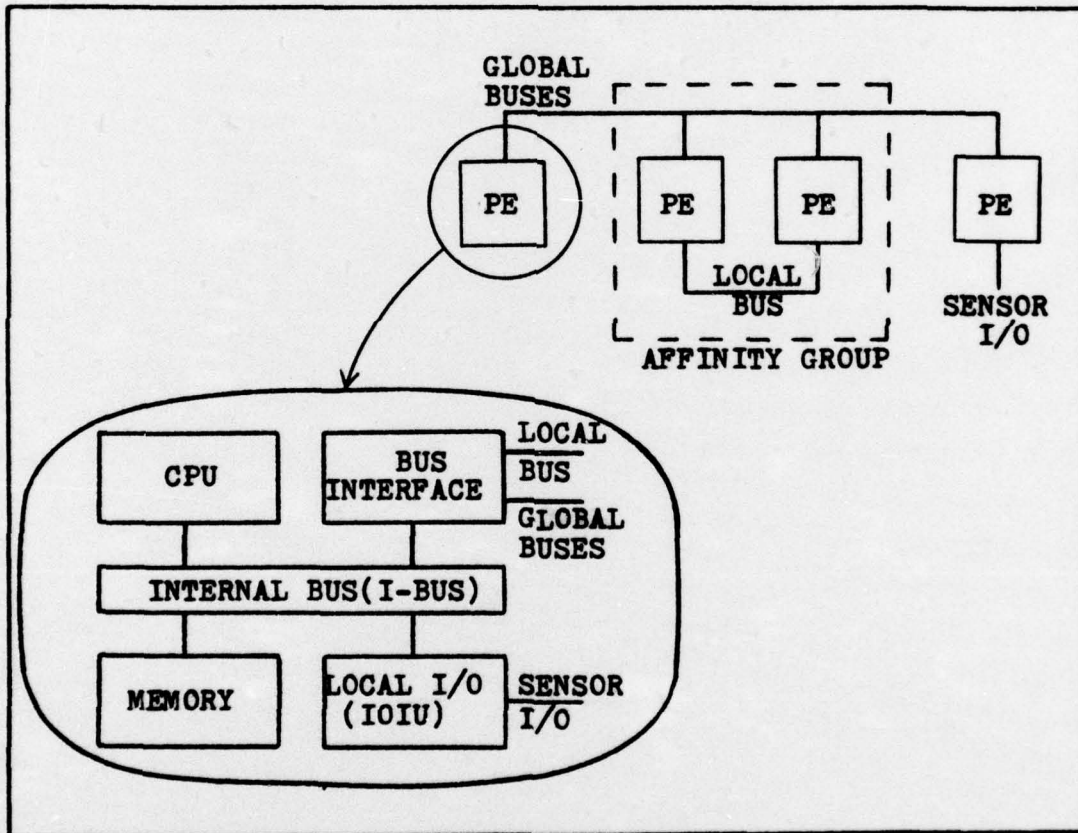 GLOBAL
BUSES
PE
PE
PE
PE
LOCAL
BUS
SENSOR
I/O
AFFINITY GROUP
CPU
BUS
INTERFACE
LOCAL
BUS
GLOBAL
BUSES
INTERNAL BUS(I-BUS)
MEMORY
LOCAL I/O
(IOIU)
SENSOR
I/O